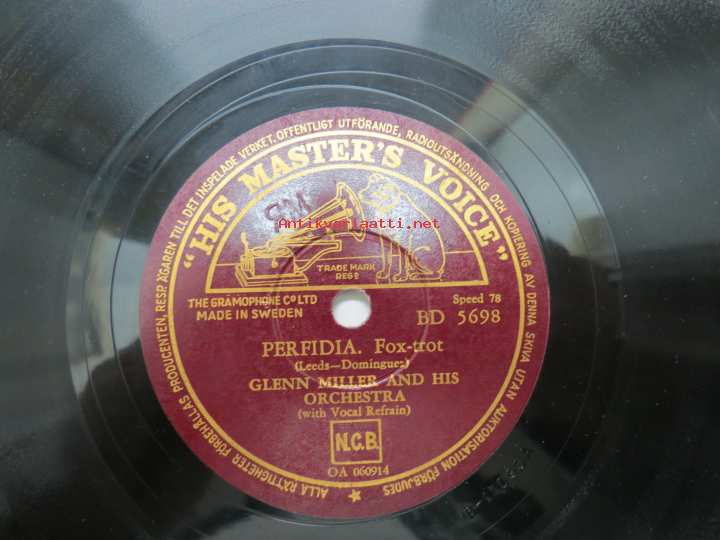 ALLA RÄTTIGHETER FÖRBEHÅLLAS PRODUCENTEN, RESP. ÄGAREN TILL DET INSPELADE VERKET. OFFENTLIGT UTFÖRANDE, RADIOUTSÄNDNING OCH KOPIERING AV DENNA SKIVA UTAN AUKTORISATION FÖRBJUDES
"HIS MASTER'S VOICE"
Antikvariaatti.net
TRADE MARK
REGD
THE GRAMOPHONE CO LTD
MADE IN SWEDEN
Speed 78
BD 5698
PERFIDIA. Fox-trot
(Leeds—Dominguez)
GLENN MILLER AND HIS
ORCHESTRA
(with Vocal Refrain)
N.C.B.
OA 060914